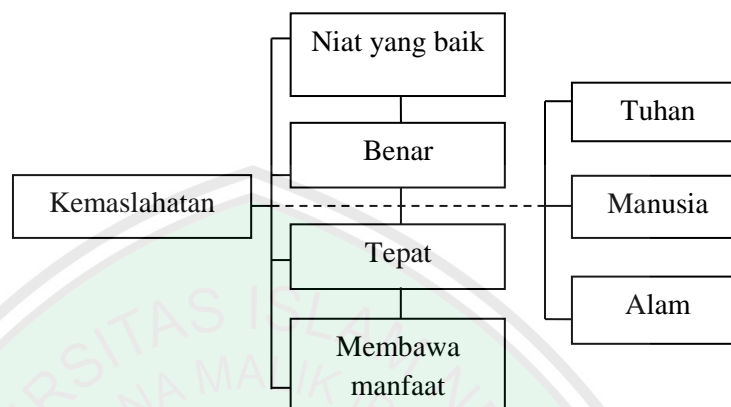 Niat yang baik
Tuhan
Benar
Kemaslahatan
Manusia
Tepat
Alam
Membawa
manfaat